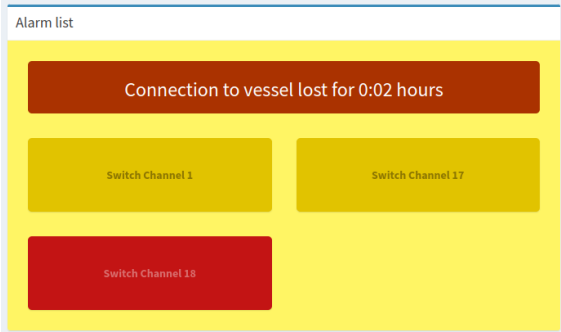 Alarm list
Connection to vessel lost for 0:02 hours
Switch Channel 1
Switch Channel 17
Switch Channel 18